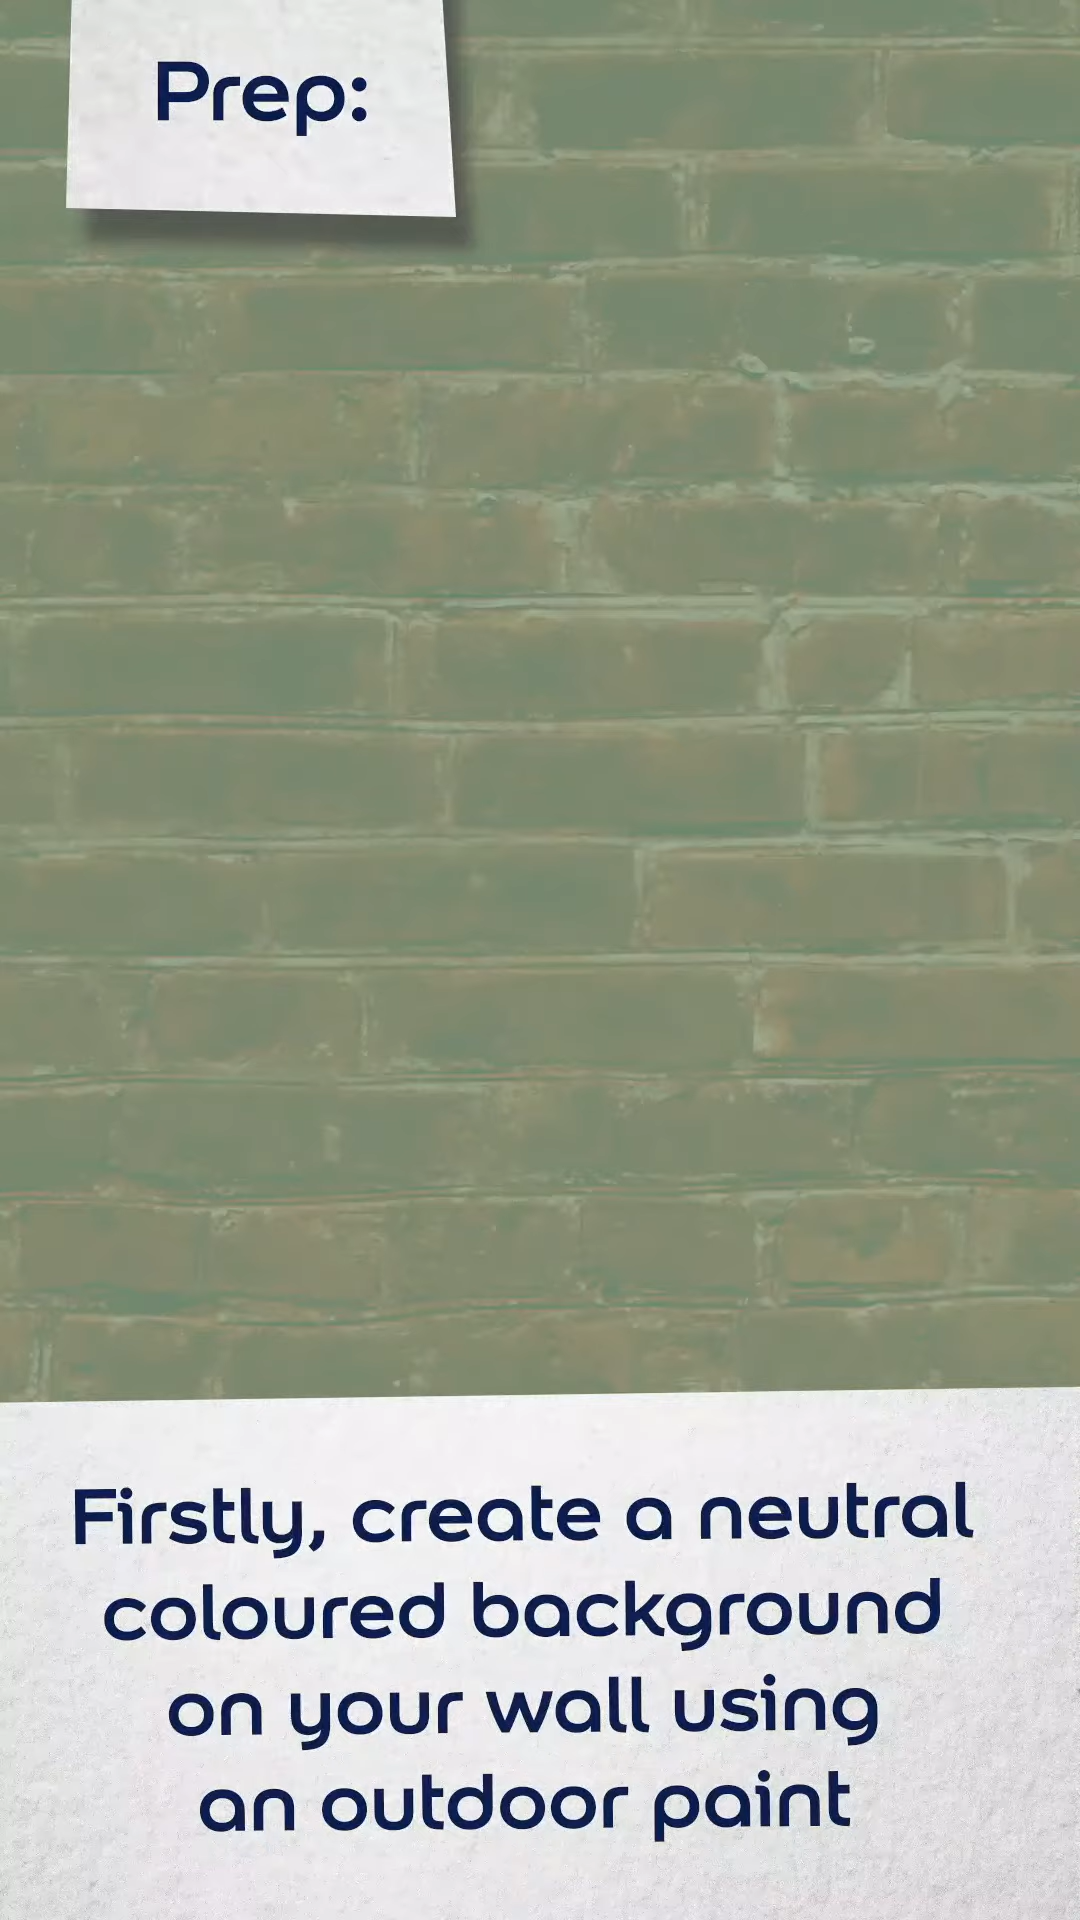 Prep:
Firstly, create a neutral
coloured background
on your wall using
an outdoor paint